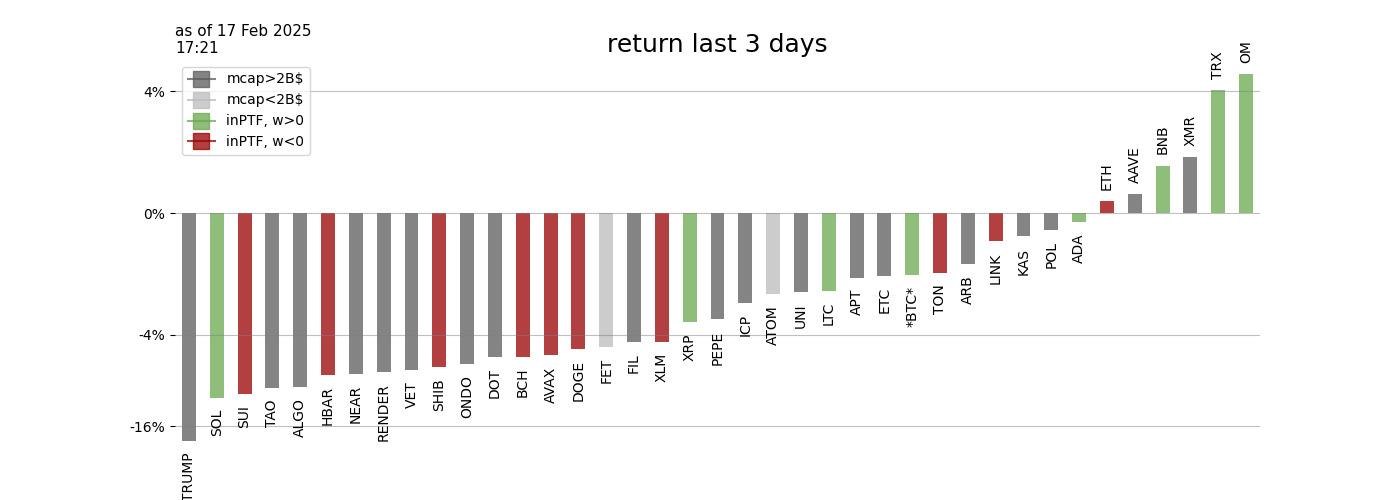 as of 17 Feb 2025
17:21
return last 3 days
mcap>2B$
mcap<2B$
inPTF, w>0
inPTF, w<0
4%
0%
-4%
-16%
TRUMP
SOL
SUI
TAO
ALGO
HBAR
NEAR
RENDER
VET
SHIB
ONDO
DOT
BCH
AVAX
DOGE
FET
FIL
XLM
XRP
PEPE
ICP
ATOM
UNI
LTC
APT
ETC
*BTC*
TON
ARB
LINK
KAS
POL
ADA
ETH
AAVE
BNB
XMR
TRX
OM